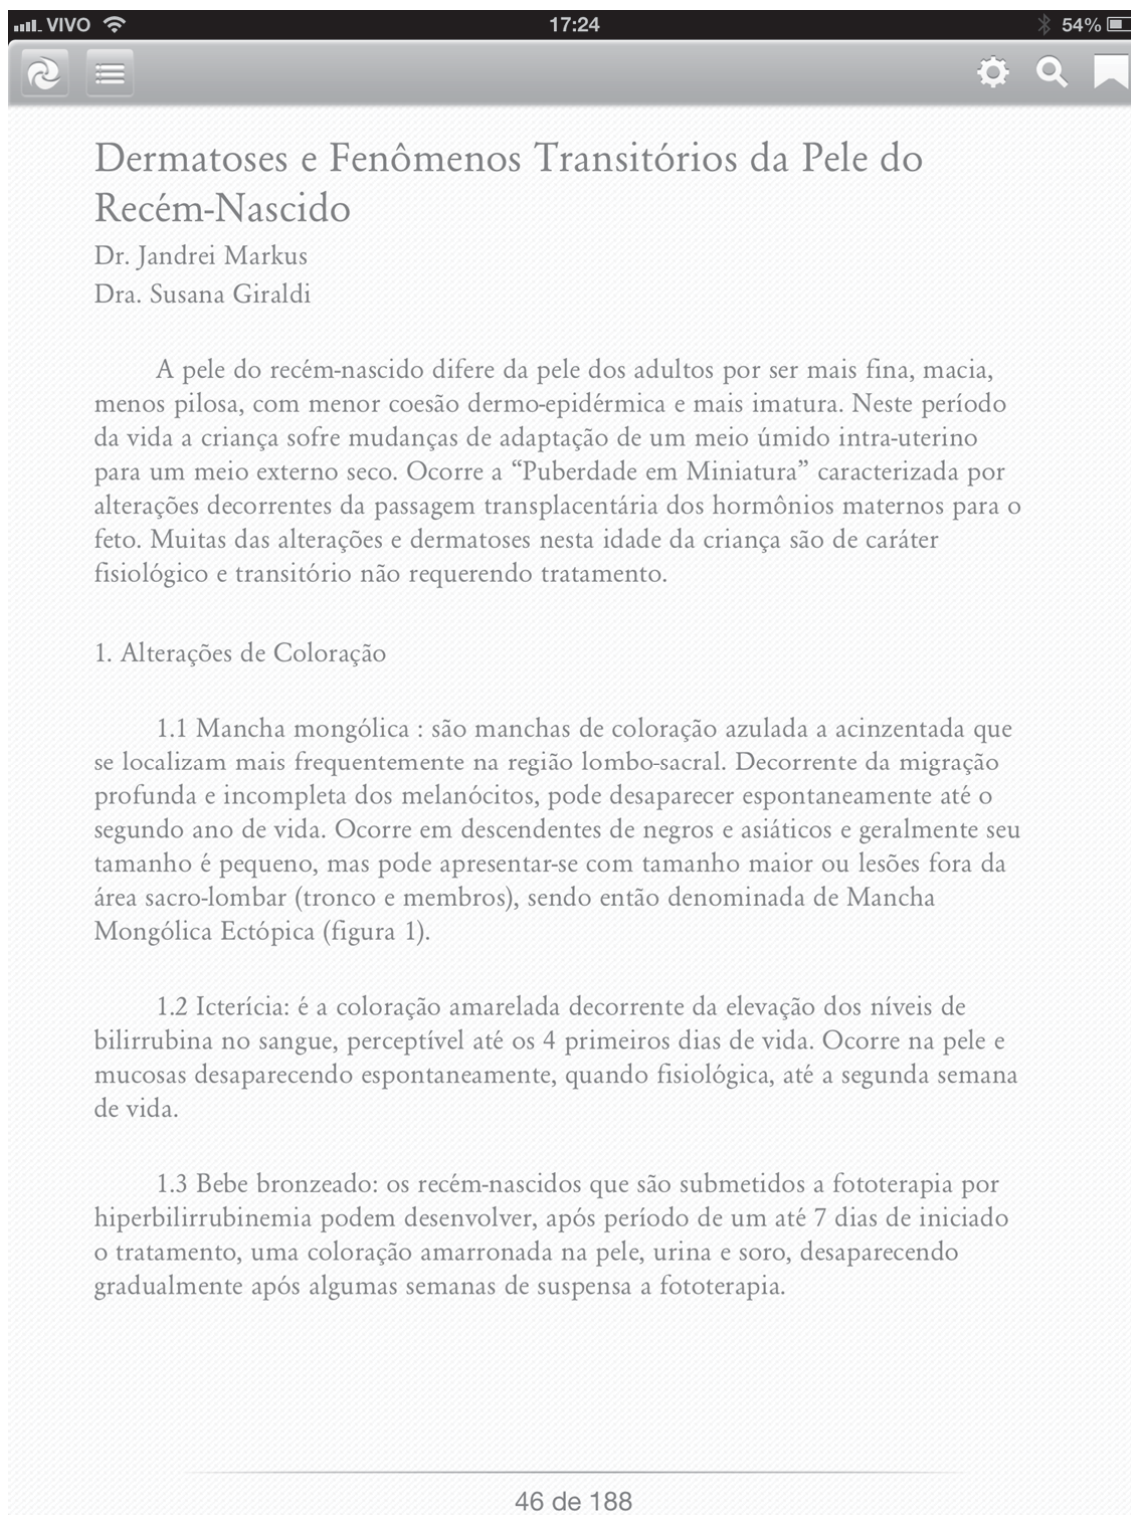 VIVO 17:24 54%
Dermatoses e Fenômenos Transitórios da Pele do
Recém-Nascido
Dr. Jandrei Markus
Dra. Susana Giraldi
A pele do recém-nascido difere da pele dos adultos por ser mais fina, macia,
menos pilosa, com menor coesão dermo-epidérmica e mais imatura. Neste período
da vida a criança sofre mudanças de adaptação de um meio úmido intra-uterino
para um meio externo seco. Ocorre a “Puberdade em Miniatura” caracterizada por
alterações decorrentes da passagem transplacentária dos hormônios maternos para o
feto. Muitas das alterações e dermatoses nesta idade da criança são de caráter
fisiológico e transitório não requerendo tratamento.
1. Alterações de Coloração
1.1 Mancha mongólica : são manchas de coloração azulada a acinzentada que
se localizam mais frequentemente na região lombo-sacral. Decorrente da migração
profunda e incompleta dos melanócitos, pode desaparecer espontaneamente até o
segundo ano de vida. Ocorre em descendentes de negros e asiáticos e geralmente seu
tamanho é pequeno, mas pode apresentar-se com tamanho maior ou lesões fora da
área sacro-lombar (tronco e membros), sendo então denominada de Mancha
Mongólica Ectópica (figura 1).
1.2 Icterícia: é a coloração amarelada decorrente da elevação dos níveis de
bilirrubina no sangue, perceptível até os 4 primeiros dias de vida. Ocorre na pele e
mucosas desaparecendo espontaneamente, quando fisiológica, até a segunda semana
de vida.
1.3 Bebe bronzeado: os recém-nascidos que são submetidos a fototerapia por
hiperbilirrubinemia podem desenvolver, após período de um até 7 dias de iniciado
o tratamento, uma coloração amarronada na pele, urina e soro, desaparecendo
gradualmente após algumas semanas de suspensa a fototerapia.
46 de 188